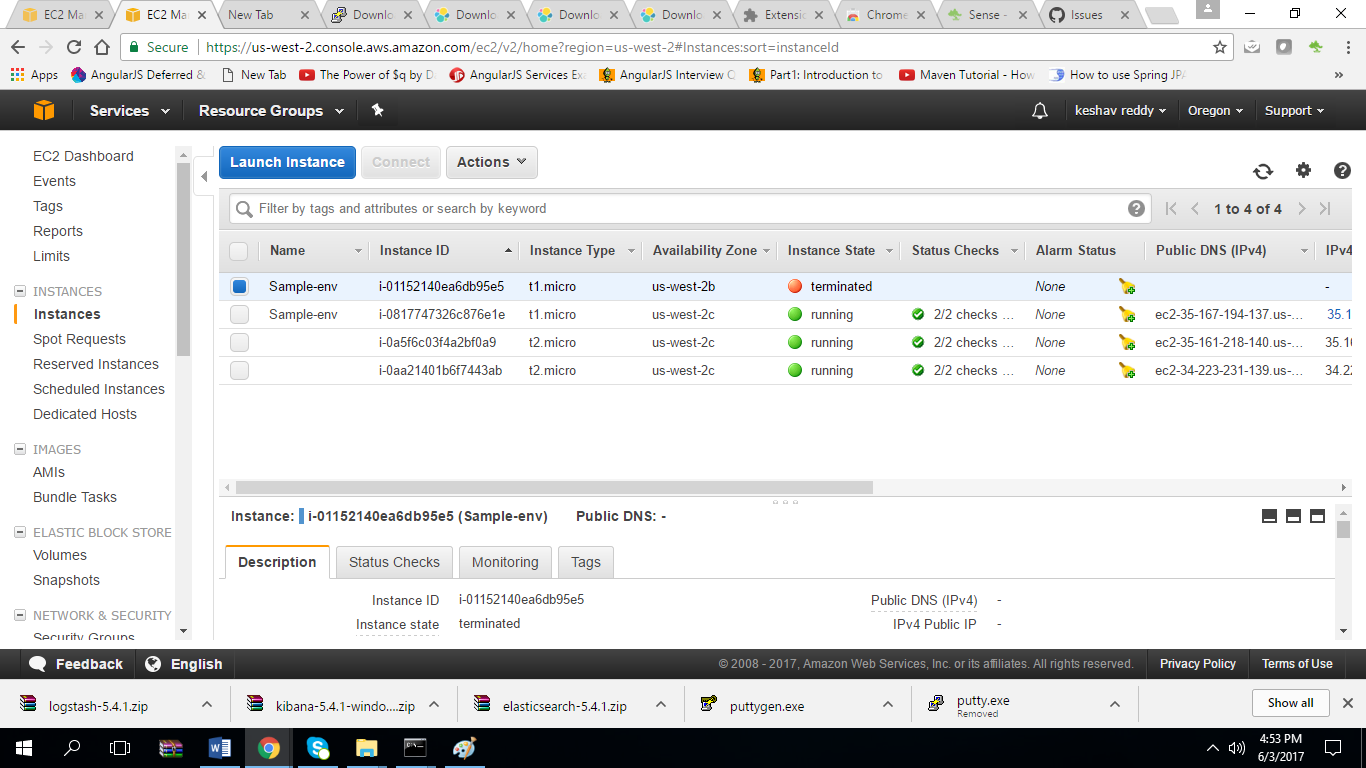 EC2 Ma
EC2 Ma
New Tab
Downlo
Downlo
Downlo
Downlo
Extensio
Chrome
Sense -
Issues
Secure
https://us-west-2.console.aws.amazon.com/ec2/v2/home?region=us-west-2#Instances:sort=instanceId
Apps
AngularJS Deferred &
New Tab
The Power of $q by D
AngularJS Services Exa
AngularJS Interview Q
Part1: Introduction to
Maven Tutorial - How
How to use Spring JPA
»
Services
Resource Groups
keshav reddy
Oregon
Support
EC2 Dashboard
Events
Tags
Reports
Limits
INSTANCES
Instances
Spot Requests
Reserved Instances
Scheduled Instances
Dedicated Hosts
IMAGES
AMIs
Bundle Tasks
ELASTIC BLOCK STORE
Volumes
Snapshots
NETWORK & SECURITY
Security Groups
Launch Instance
Connect
Actions
Filter by tags and attributes or search by keyword
1 to 4 of 4
Name Instance ID Instance Type Availability Zone Instance State Status Checks Alarm Status Public DNS (IPv4) IPv4
Sample-env i-01152140ea6db95e5 t1.micro us-west-2b terminated None -
Sample-env i-0817747326c876e1e t1.micro us-west-2c running 2/2 checks ... None ec2-35-167-194-137.us-... 35.1
i-0a5f6c03f4a2bf0a9 t2.micro us-west-2c running 2/2 checks ... None ec2-35-161-218-140.us-... 35.16
i-0aa21401b6f7443ab t2.micro us-west-2c running 2/2 checks ... None ec2-34-223-231-139.us-... 34.22
Instance: i-01152140ea6db95e5 (Sample-env) Public DNS: -
Description
Status Checks
Monitoring
Tags
Instance ID i-01152140ea6db95e5 Public DNS (IPv4) -
Instance state terminated IPv4 Public IP -
Feedback
English
© 2008 - 2017, Amazon Web Services, Inc. or its affiliates. All rights reserved.
Privacy Policy
Terms of Use
logstash-5.4.1.zip
kibana-5.4.1-windo....zip
elasticsearch-5.4.1.zip
puttygen.exe
putty.exe
Removed
Show all
4:53 PM
6/3/2017